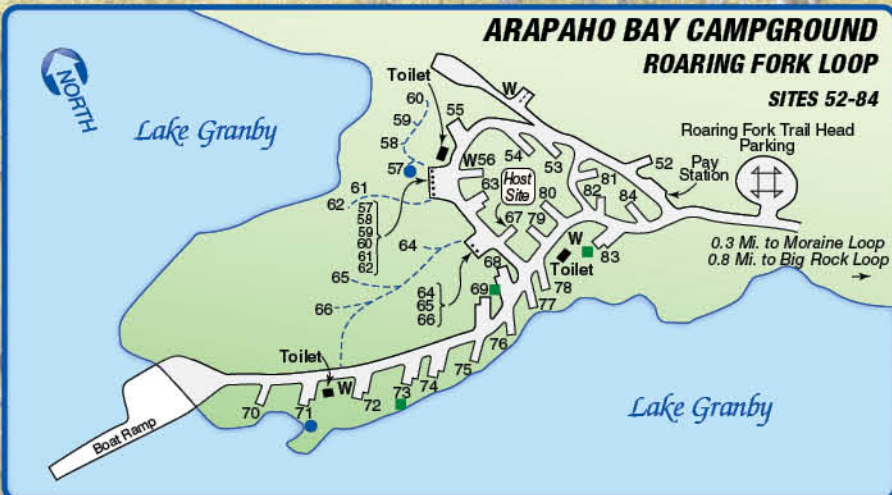 ARAPAHO BAY CAMPGROUND
ROARING FORK LOOP
SITES 52-84
NORTH
Lake Granby
Toilet
W
Roaring Fork Trail Head
Parking
Pay
Station
60
59
58
57
55
W56
54
53
52
81
82
84
63
Host
Site
80
79
67
61
62
57
58
59
60
61
62
64
65
66
64
65
66
68
69
W
Toilet
83
78
77
76
75
74
73
72
W
Toilet
71
70
0.3 Mi. to Moraine Loop
0.8 Mi. to Big Rock Loop
Boat Ramp
Lake Granby